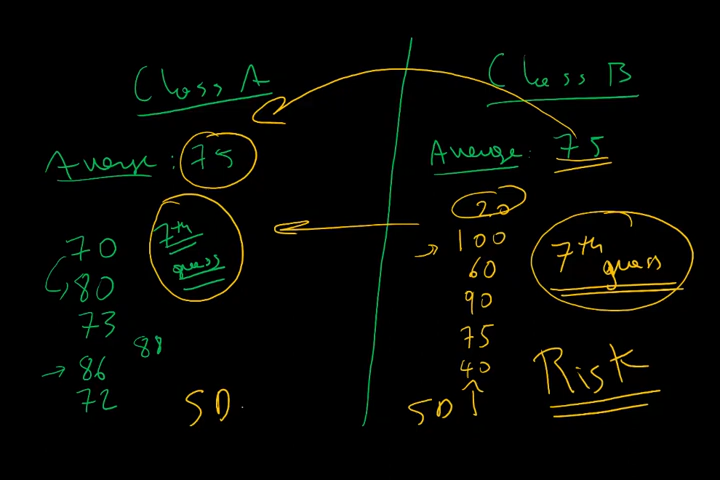 Class A
Average: 75
7th
guess
70
80
73
86
88
72
SD.
Class B
Average: 75
20
100
60
90
75
40
7th
guess
Risk
SD↑